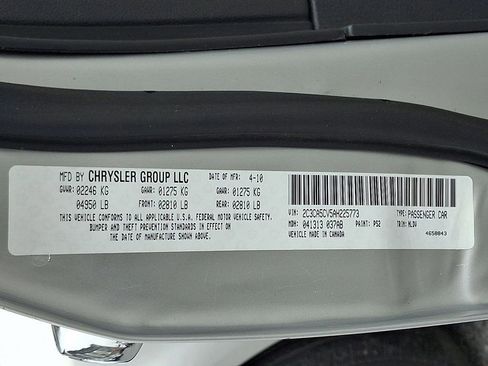 MFD BY CHRYSLER GROUP LLC DATE OF MFR: 4-10
GVWR: 02246 KG GAWR FRONT: 01275 KG GAWR REAR: 01275 KG
04950 LB 02810 LB 02810 LB
THIS VEHICLE CONFORMS TO ALL APPLICABLE U.S.A. FEDERAL MOTOR VEHICLE SAFETY,
BUMPER AND THEFT PREVENTION STANDARDS IN EFFECT
ON THE DATE OF MANUFACTURE SHOWN ABOVE.
VIN: 2C3CA5CV5AH225773 TYPE: PASSENGER CAR
MDH: 041313 037AB PAINT: PS2 TRIM: HLDV
VEHICLE MADE IN CANADA 4658843